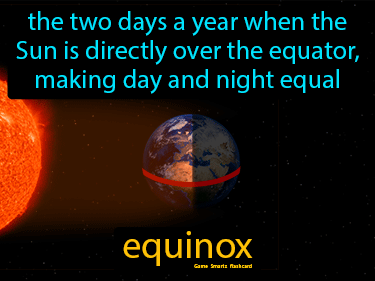 the two days a year when the
Sun is directly over the equator,
making day and night equal
equinox
Game Smartz flashcard